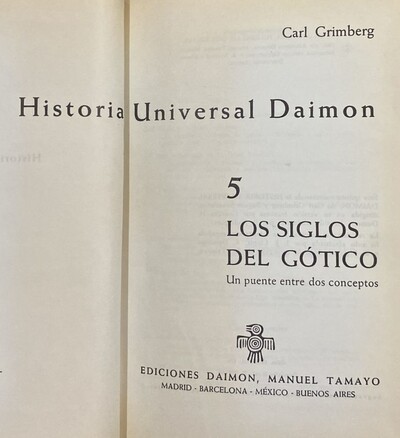 Carl Grimberg
Historia Universal Daimon
5
LOS SIGLOS
DEL GÓTICO
Un puente entre dos conceptos
EDICIONES DAIMON, MANUEL TAMAYO
MADRID - BARCELONA - MÉXICO - BUENOS AIRES